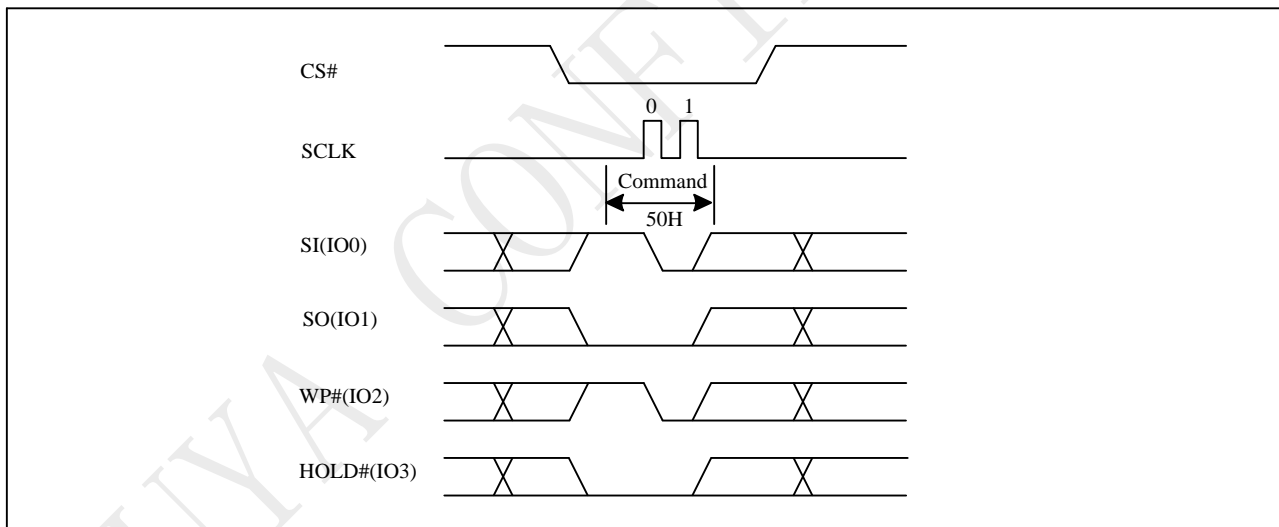 CS#
0 1
SCLK
Command
50H
SI(IO0)
SO(IO1)
WP#(IO2)
HOLD#(IO3)